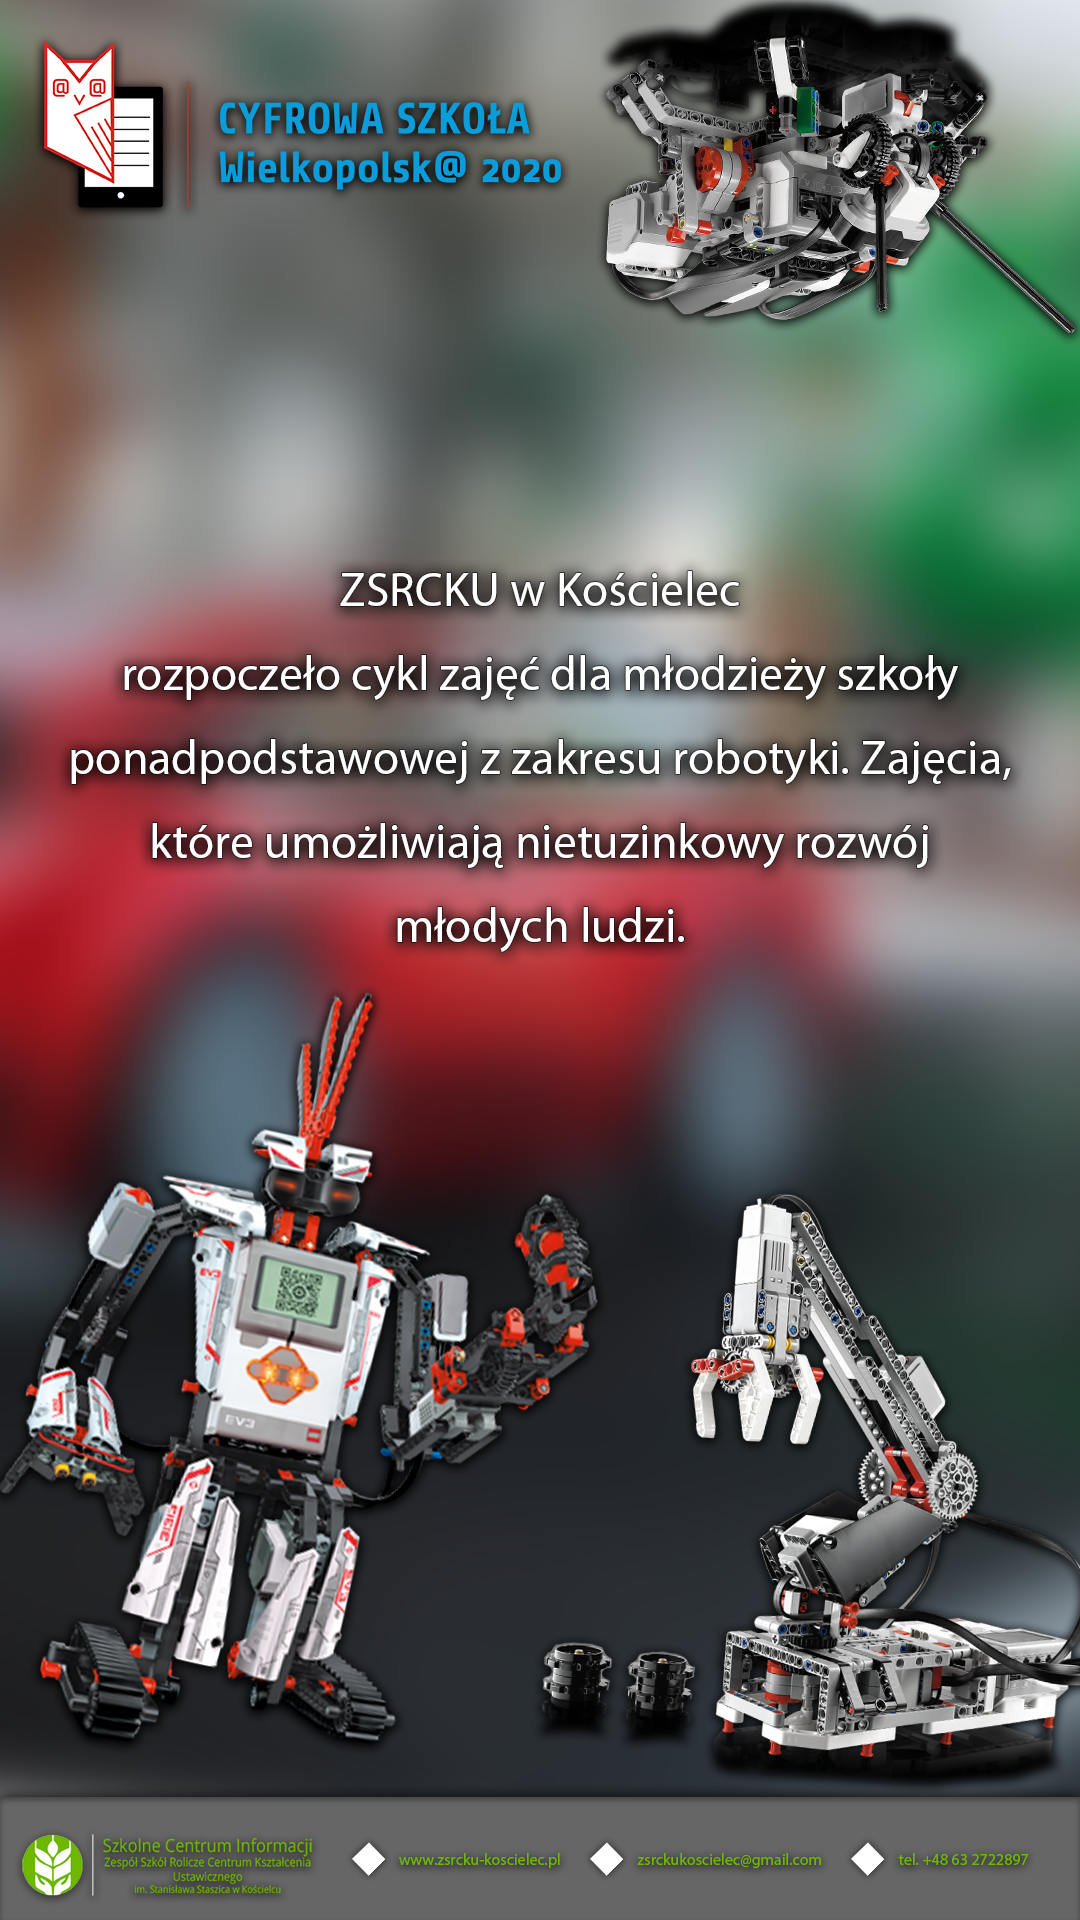 @ @
CYFROWA SZKOŁA
Wielkopolsk@ 2020
ZSRCKU w Kościelec
rozpoczeło cykl zajęć dla młodzieży szkoły
ponadpodstawowej z zakresu robotyki. Zajęcia,
które umożliwiają nietuzinkowy rozwój
młodych ludzi.
EV3
EV3
Szkolne Centrum Informacji
Zespół Szkół Rolicze Centrum Kształcenia
Ustawicznego
im. Stanisława Staszica w Kościelcu
www.zsrcku-koscielec.pl
zsrckukoscielec@gmail.com
tel. +48 63 2722897